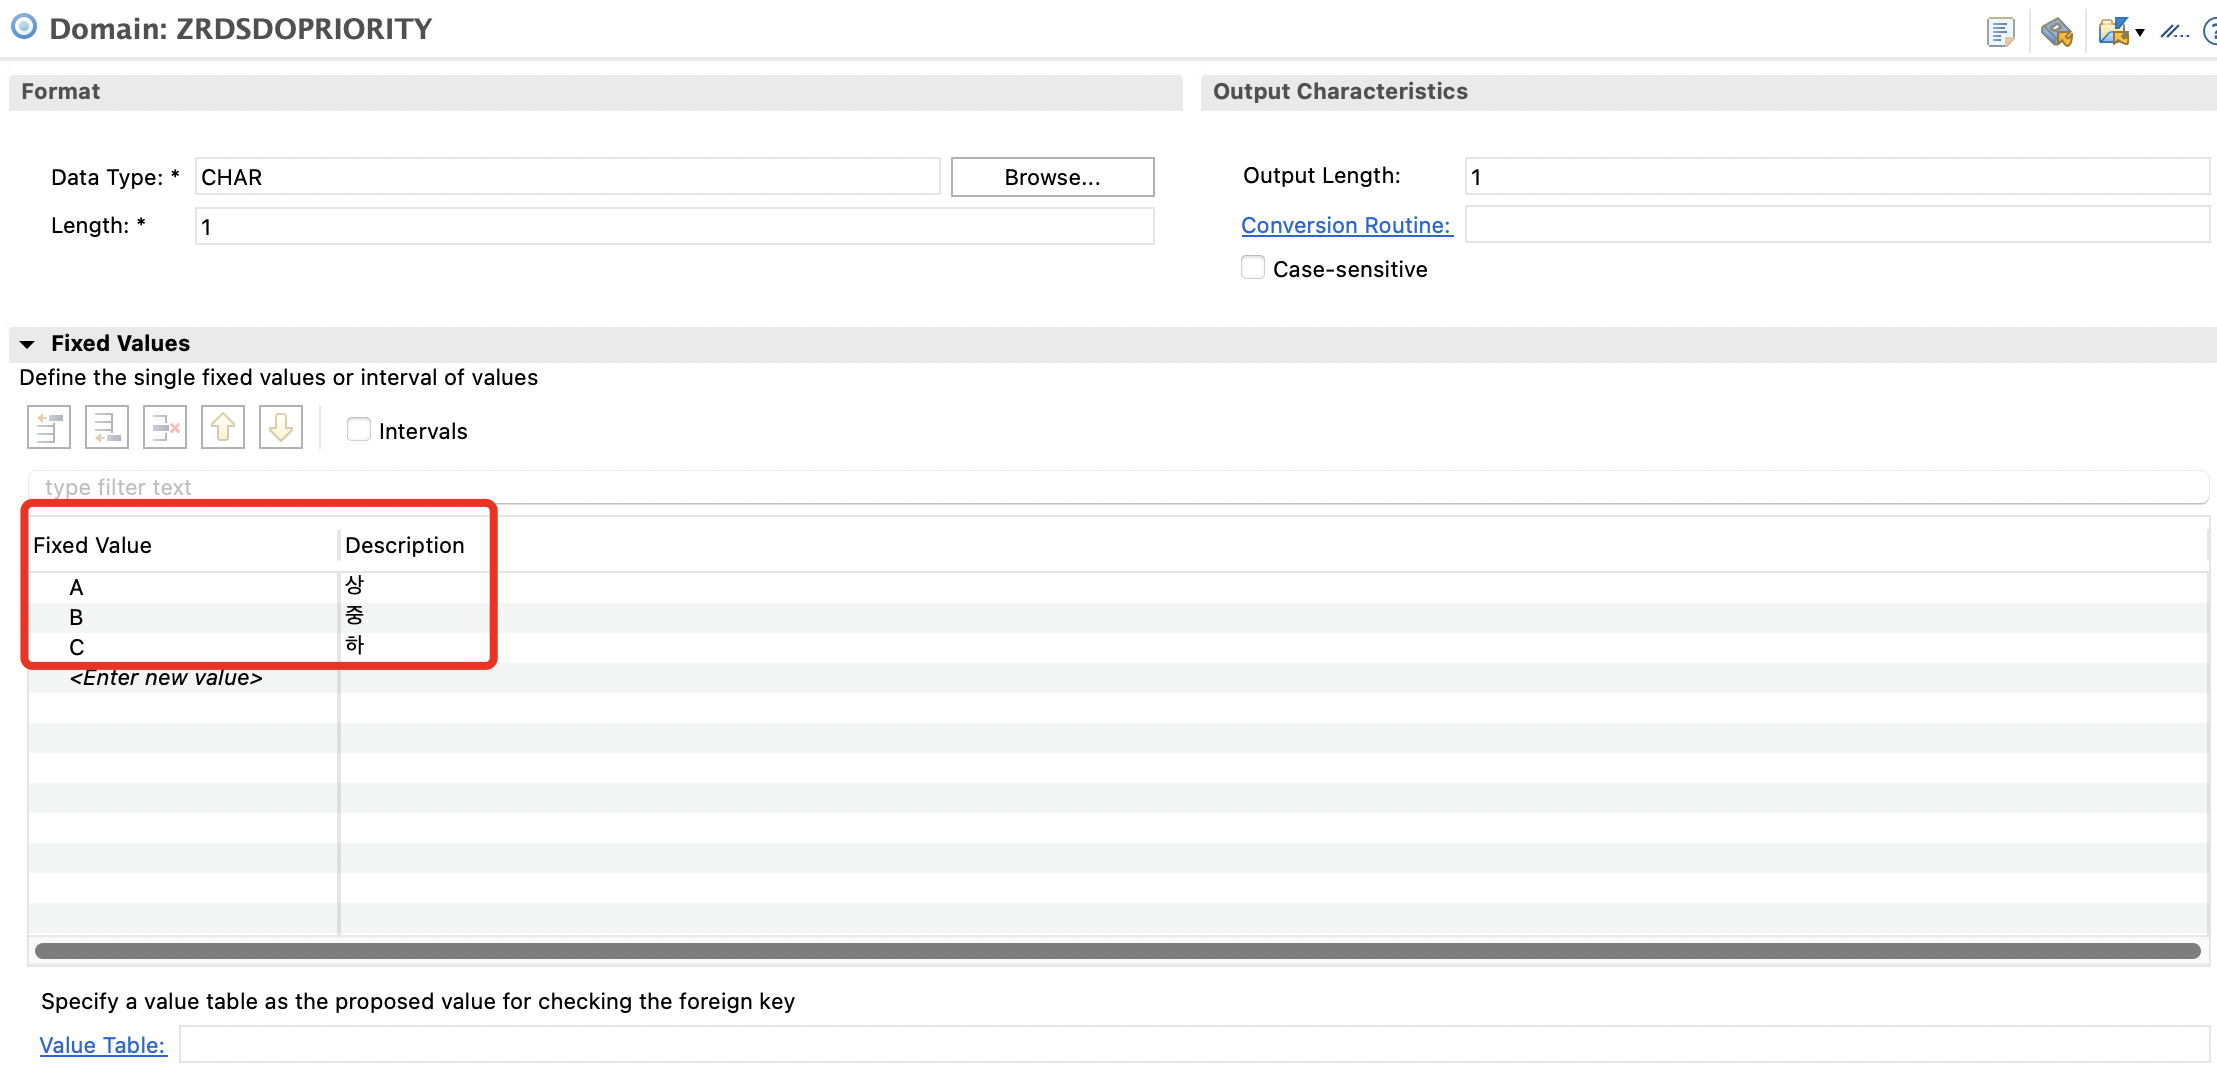 Domain: ZRDSDOPRIORITY
Format
Output Characteristics
Data Type: * CHAR Browse...
Output Length: 1
Length: * 1
Conversion Routine:
Case-sensitive
Fixed Values
Define the single fixed values or interval of values
Intervals
type filter text
Fixed Value Description
A 상
B 중
C 하
<Enter new value>
Specify a value table as the proposed value for checking the foreign key
Value Table: